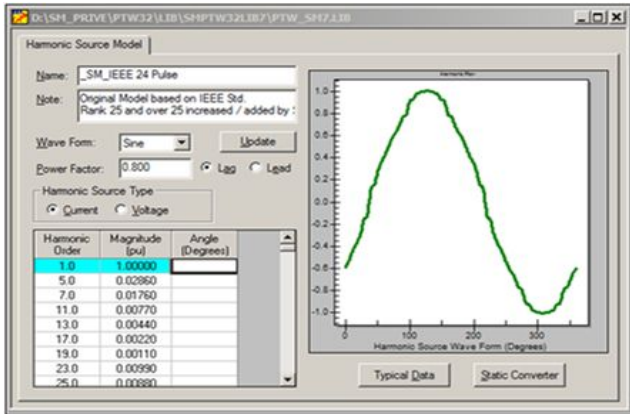 D:\SM_PRIVE\PTW32\LIB\SMPTW32LIB7\PTW_SM7.LIB
Harmonic Source Model
Name: _SM_IEEE 24 Pulse
Note: Original Model based on IEEE Std.
Rank 25 and over 25 increased / added by
Wave Form: Sine Update
Power Factor: 0.800 Lag Lead
Harmonic Source Type
Current Voltage
Harmonic Order Magnitude (pu) Angle (Degrees)
1.0 1.00000
5.0 0.02860
7.0 0.01760
11.0 0.00770
13.0 0.00440
17.0 0.00220
19.0 0.00110
23.0 0.00990
25.0 0.00880
1.0
0.8
0.6
0.4
0.2
0.0
-0.2
-0.4
-0.6
-0.8
-1.0
0 100 200 300
Harmonic Source Wave Form (Degrees)
Typical Data Static Converter